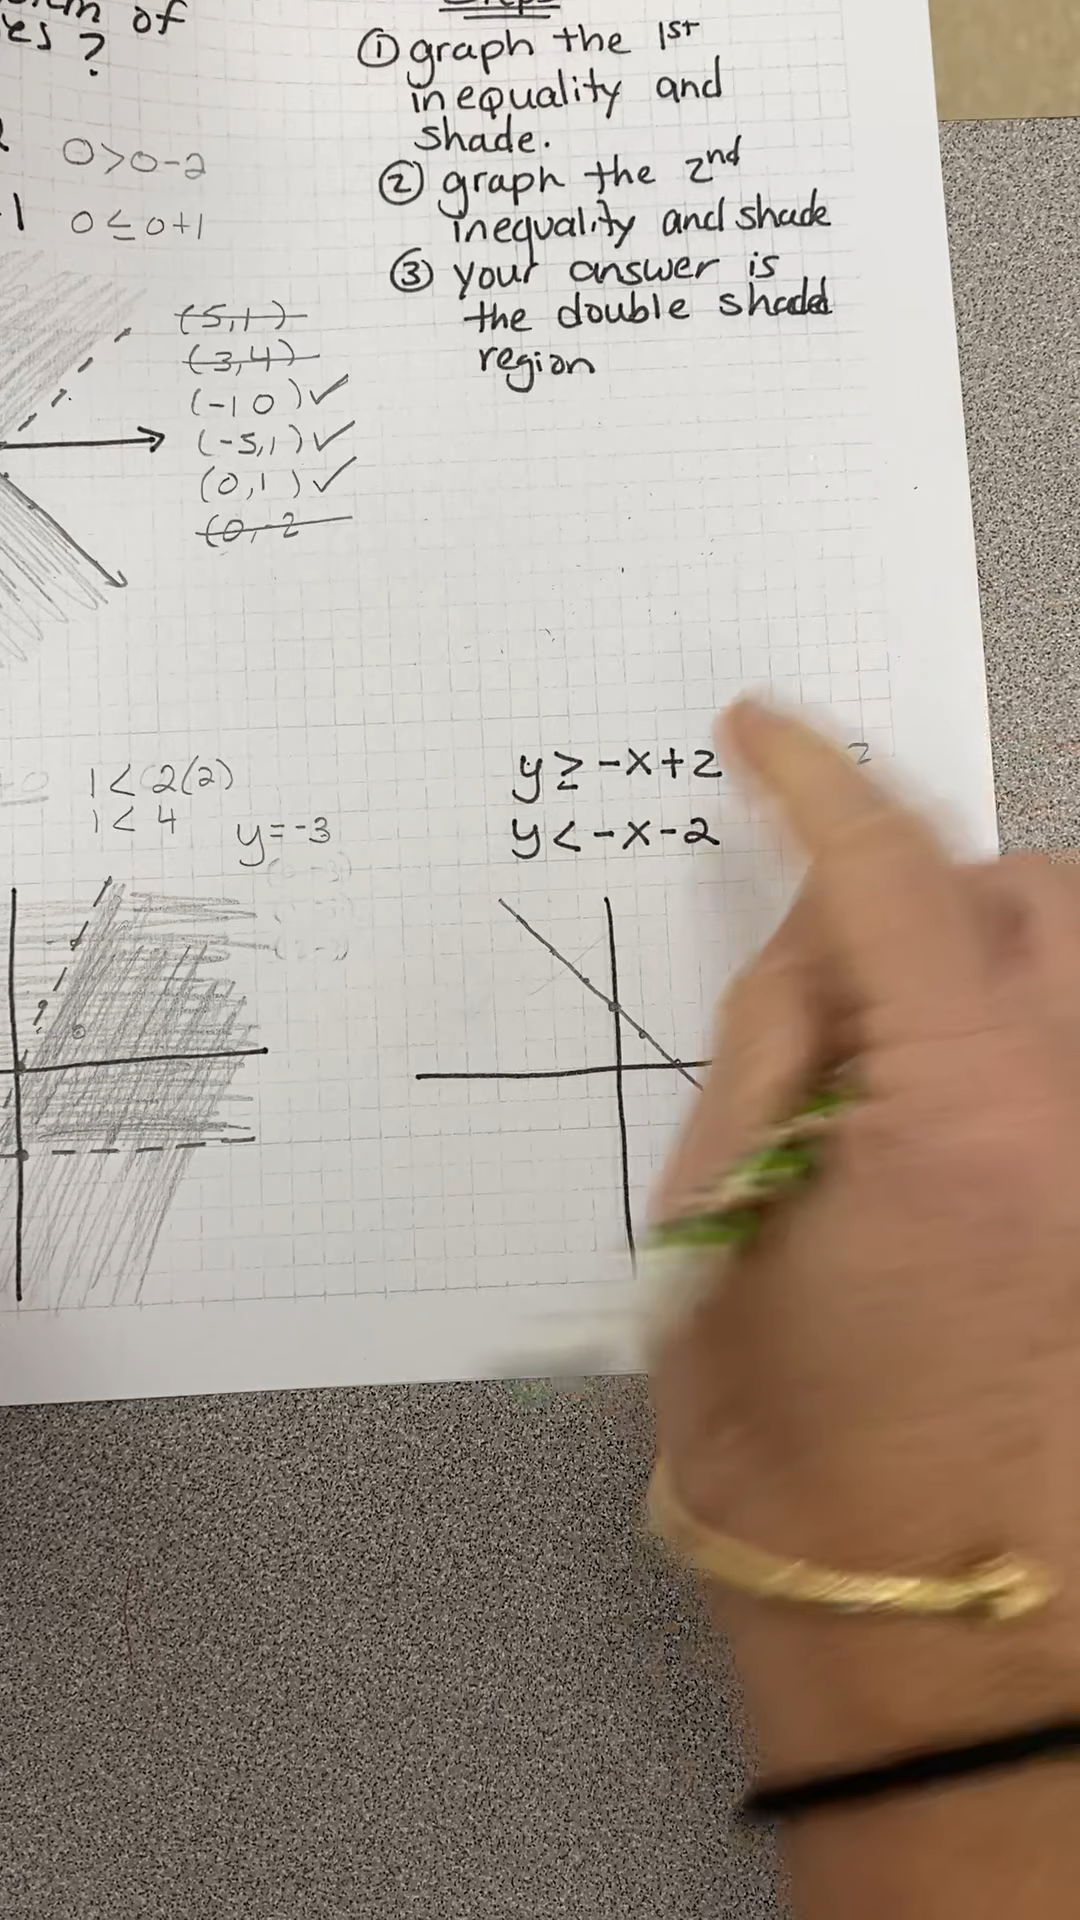 of
?
① graph the 1st
inequality and
shade.
② graph the 2nd
inequality and shade
③ your answer is
the double shaded
region
0>0-2
1 0≤0+1
(5,1)
(3,4)
(-1 0)✓
(-5,1)✓
(0,1)✓
(0,-2
1<2(2)
1<4
y=-3
y≥-x+2
2
y<-x-2